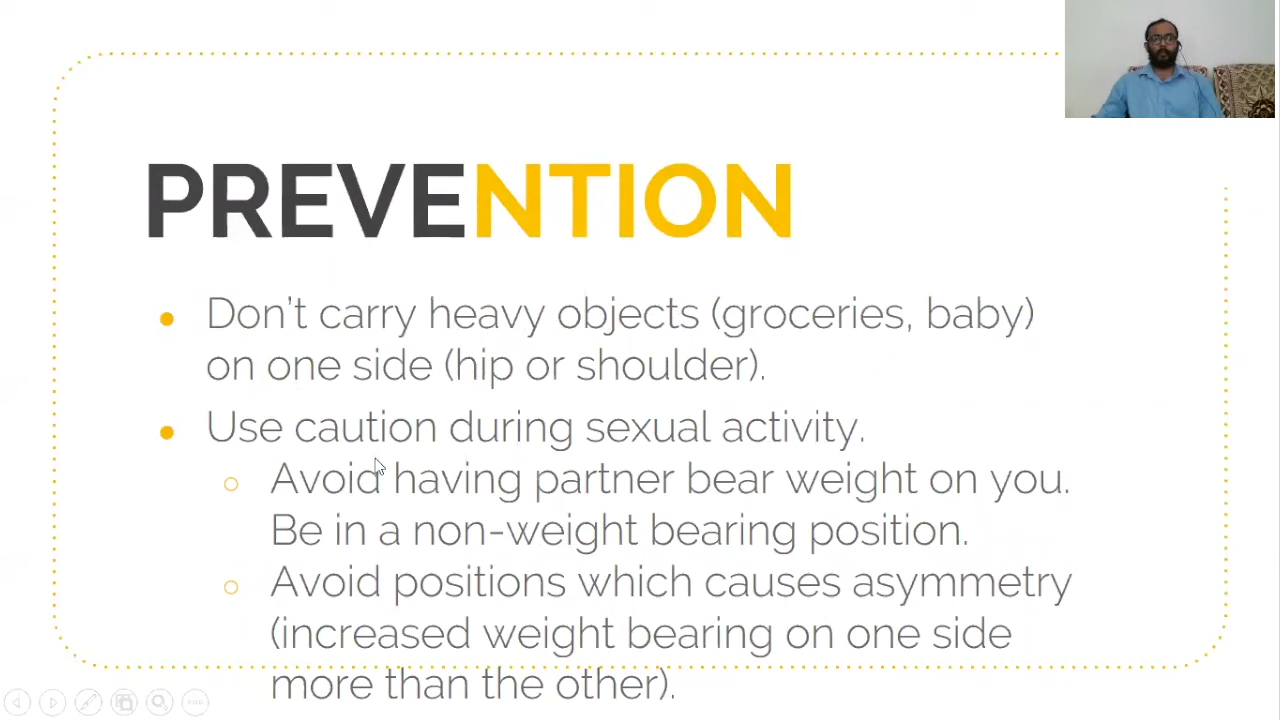 PREVENTION
Don't carry heavy objects (groceries, baby)
on one side (hip or shoulder).
Use caution during sexual activity.
Avoid having partner bear weight on you.
Be in a non-weight bearing position.
Avoid positions which causes asymmetry
(increased weight bearing on one side
more than the other).